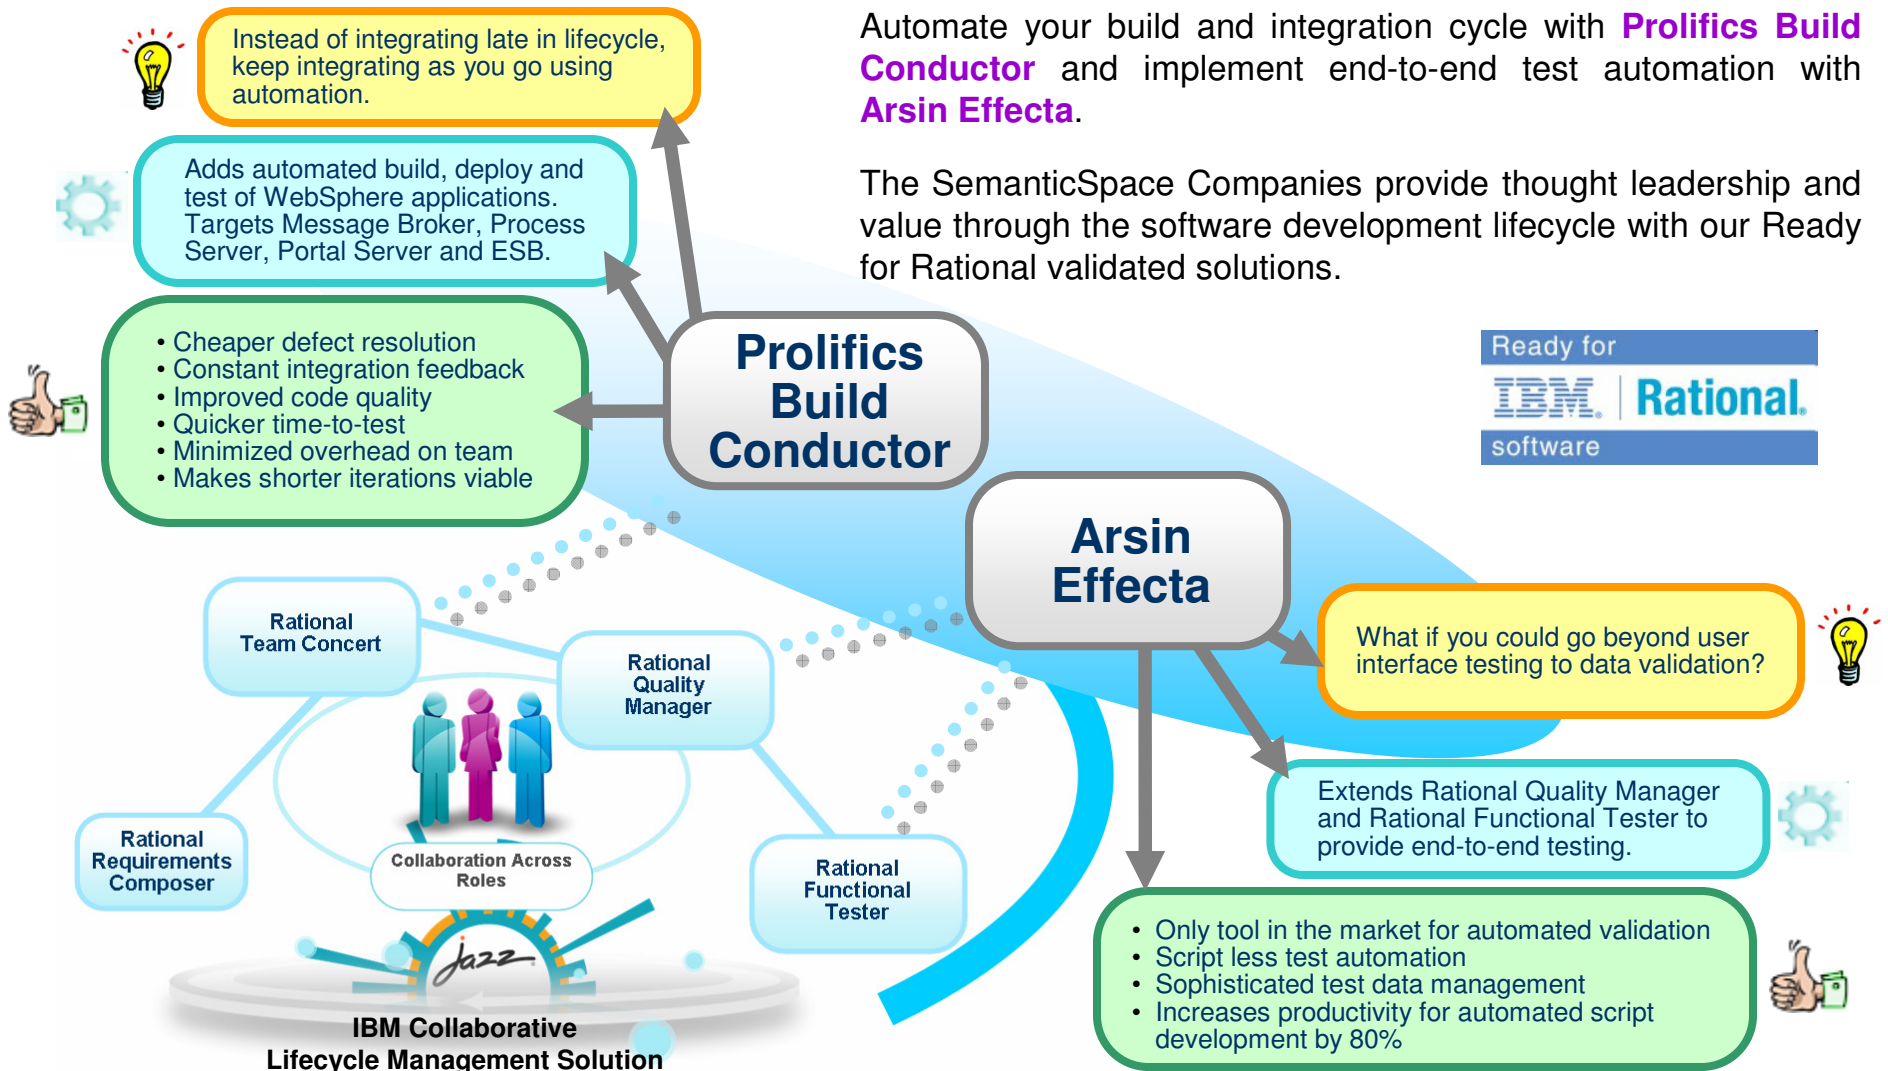 Instead of integrating late in lifecycle,
keep integrating as you go using
automation.
Adds automated build, deploy and
test of WebSphere applications.
Targets Message Broker, Process
Server, Portal Server and ESB.
• Cheaper defect resolution
• Constant integration feedback
• Improved code quality
• Quicker time-to-test
• Minimized overhead on team
• Makes shorter iterations viable
Automate your build and integration cycle with Prolifics Build
Conductor and implement end-to-end test automation with
Arsin Effecta.
The SemanticSpace Companies provide thought leadership and
value through the software development lifecycle with our Ready
for Rational validated solutions.
Prolifics
Build
Conductor
Ready for
IBM. Rational.
software
Arsin
Effecta
What if you could go beyond user
interface testing to data validation?
Extends Rational Quality Manager
and Rational Functional Tester to
provide end-to-end testing.
• Only tool in the market for automated validation
• Script less test automation
• Sophisticated test data management
• Increases productivity for automated script
development by 80%
Rational
Team Concert
Rational
Quality
Manager
Rational
Requirements
Composer
Collaboration Across
Roles
Rational
Functional
Tester
jazz
IBM Collaborative
Lifecycle Management Solution